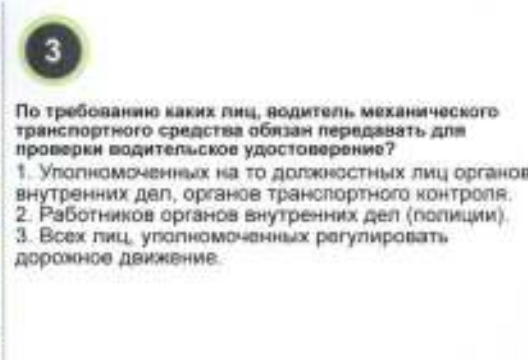 3
По требованию каких лиц, водитель механического
транспортного средства обязан передавать для
проверки водительское удостоверение?
1. Уполномоченных на то должностных лиц органов
внутренних дел, органов транспортного контроля.
2. Работников органов внутренних дел (полиции).
3. Всех лиц, уполномоченных регулировать
дорожное движение.